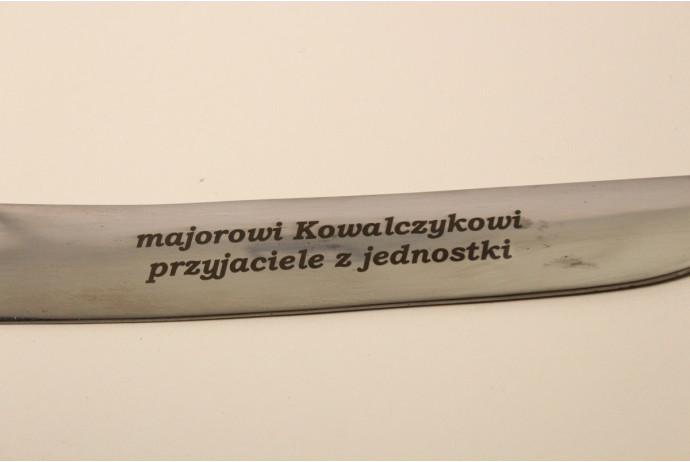 majorowi Kowalczykowi
przyjaciele z jednostki